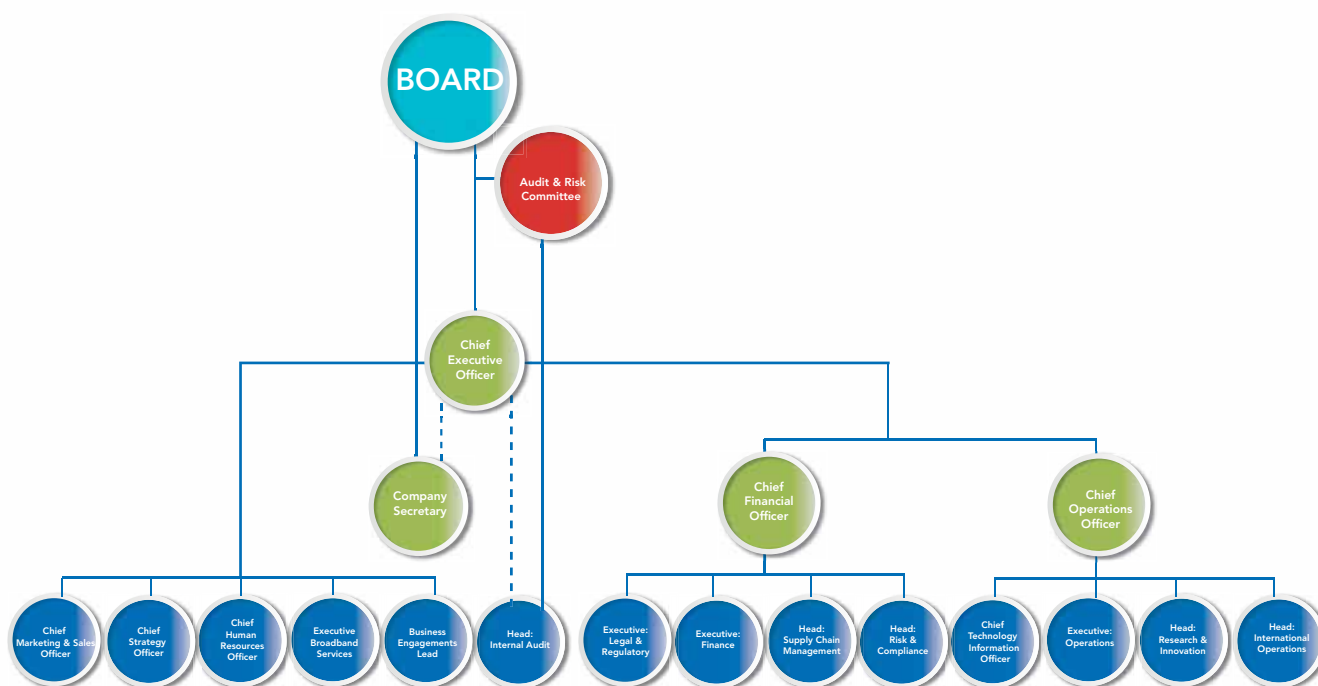 BOARD
Audit & Risk
Committee
Chief
Executive
Officer
Company
Secretary
Chief
Financial
Officer
Chief
Operations
Officer
Chief
Marketing & Sales
Officer
Chief
Strategy
Officer
Chief
Human
Resources
Officer
Executive
Broadband
Services
Business
Engagements
Lead
Head:
Internal Audit
Executive:
Legal &
Regulatory
Executive:
Finance
Head:
Supply Chain
Management
Head:
Risk &
Compliance
Chief
Technology
Information
Officer
Executive:
Operations
Head:
Research &
Innovation
Head:
International
Operations